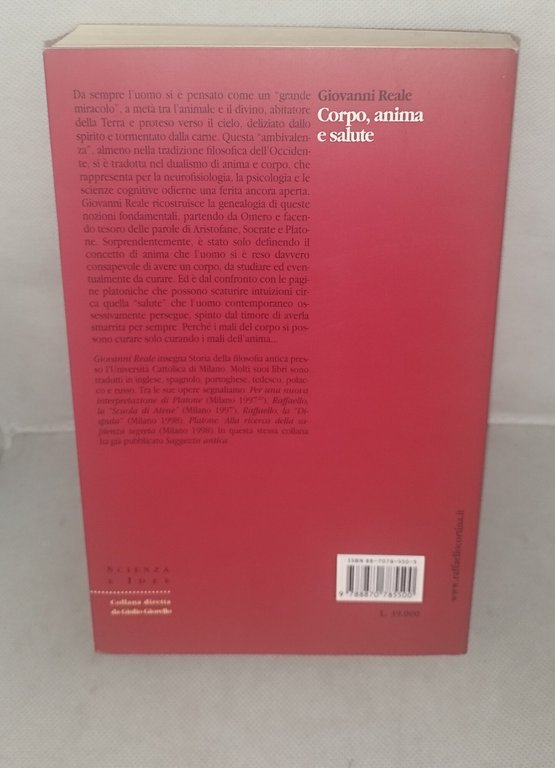 Da sempre l'uomo si è pensato come un "grande
miracolo", a metà tra l'animale e il divino, abitatore
della Terra e proteso verso il cielo, deliziato dallo
spirito e tormentato dalla carne. Questa "ambivalen-
za", almeno nella tradizione filosofica dell'Occiden-
te, si è tradotta nel dualismo di anima e corpo, che
rappresenta per la neurofisiologia, la psicologia e le
scienze cognitive odierne una ferita ancora aperta.
Giovanni Reale ricostruisce la genealogia di queste
nozioni fondamentali, partendo da Omero e facen-
do tesoro delle parole di Aristofane, Socrate e Plato-
ne. Sorprendentemente, è stato solo definendo il
concetto di anima che l'uomo si è reso davvero
consapevole di avere un corpo, da studiare ed even-
tualmente da curare. Ed è dal confronto con le pagi-
ne platoniche che possono scaturire intuizioni cir-
ca quella "salute" che l'uomo contemporaneo os-
sessivamente persegue, spinto dal timore di averla
smarrita per sempre. Perché i mali del corpo si pos-
sono curare solo curando i mali dell'anima...
Giovanni Reale insegna Storia della filosofia antica pres-
so l'Università Cattolica di Milano. Molti suoi libri sono
tradotti in inglese, spagnolo, portoghese, tedesco, polac-
co e russo. Tra le sue opere segnaliamo: Per una nuova
interpretazione di Platone (Milano 1997), Raffaello,
la "Scuola di Atene" (Milano 1997), Raffaello, la "Di-
sputa" (Milano 1998), Platone. Alla ricerca della sa-
pienza segreta (Milano 1998). In questa stessa collana
ha già pubblicato Saggezza antica.
Giovanni Reale
Corpo, anima
e salute
SCIENZA
E IDEE
Collana diretta
da Giulio Giorello
ISBN 88-7078-550-5
9 788870 785500
L. 49.000
www.raffaellocortina.it